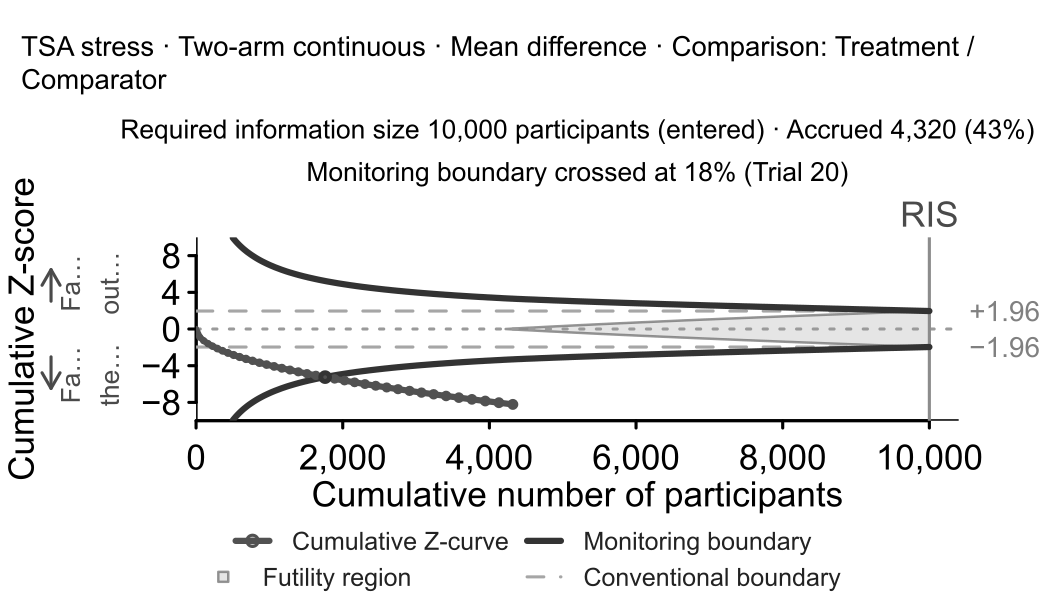 TSA stress · Two-arm continuous · Mean difference · Comparison: Treatment /
Comparator
Required information size 10,000 participants (entered) · Accrued 4,320 (43%)
Monitoring boundary crossed at 18% (Trial 20)
RIS
Cumulative Z-score
Fa…
out…
Fa…
the…
8
4
0
−4
−8
+1.96
−1.96
0
2,000
4,000
6,000
8,000
10,000
Cumulative number of participants
Cumulative Z-curve
Monitoring boundary
Futility region
Conventional boundary